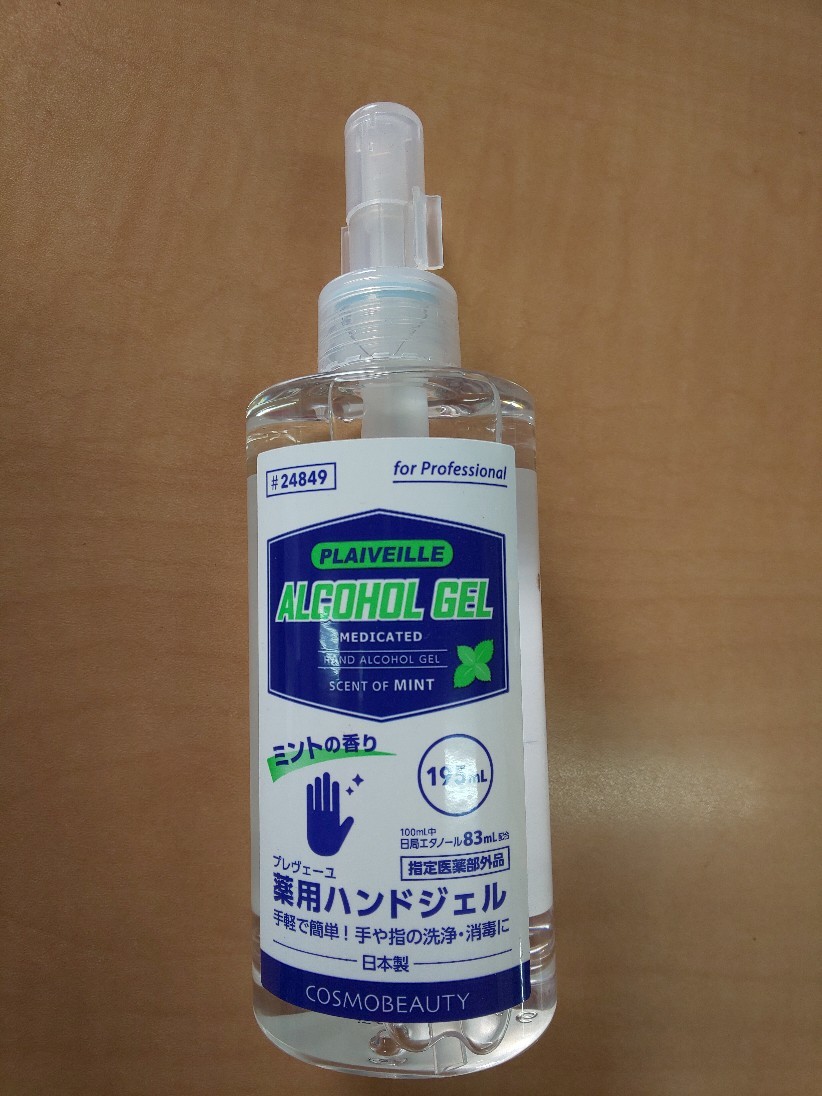 #24849
for Professional
PLAIVEILLE
ALCOHOL GEL
MEDICATED
HAND ALCOHOL GEL
SCENT OF MINT
ミントの香り
195mL
100mL中
日局エタノール83mL配合
指定医薬部外品
プレヴェーユ
薬用ハンドジェル
手軽で簡単！手や指の洗浄・消毒に
日本製
COSMOBEAUTY